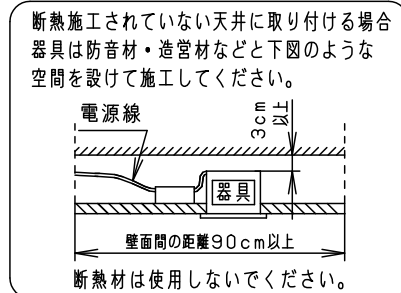 断熱施工されていない天井に取り付ける場合
器具は防音材・造営材などと下図のような
空間を設けて施工してください。
電源線
3cm
以上
器具
壁面間の距離90cm以上
断熱材は使用しないでください。